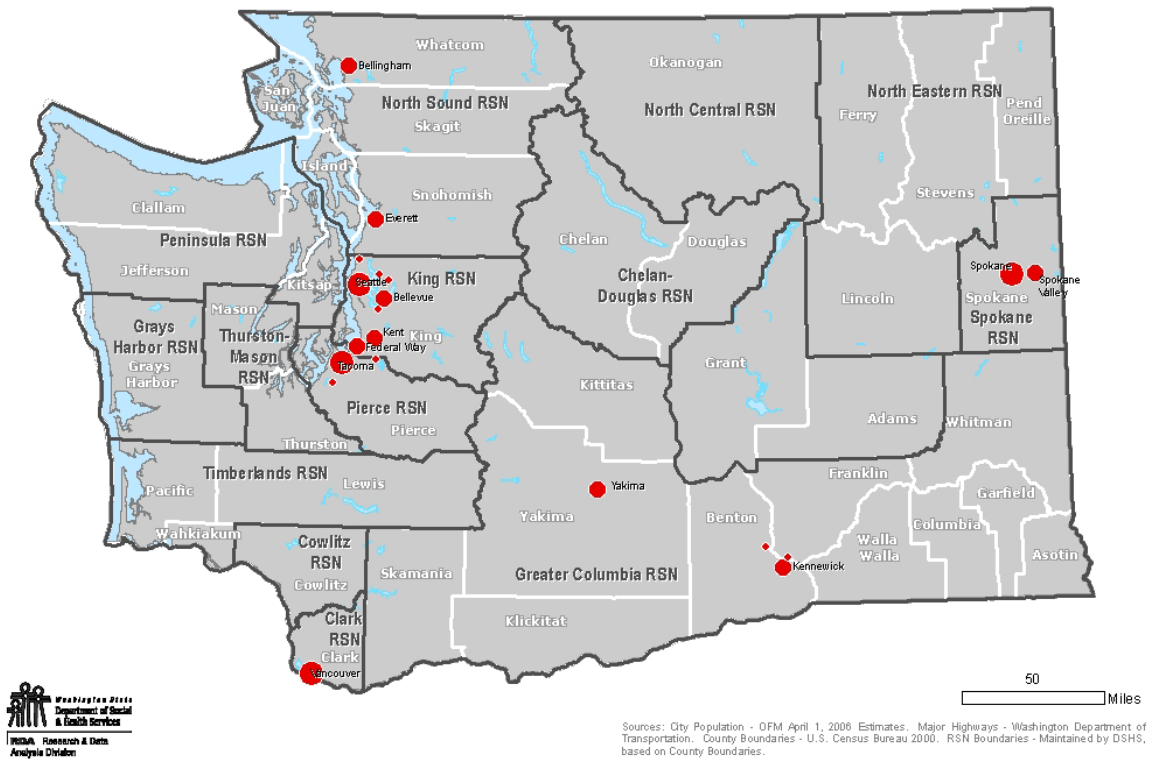 Whatcom
Bellingham
San
Juan
North Sound RSN
Skagit
Island
Snohomish
Everett
Okanogan
North Central RSN
North Eastern RSN
Ferry
Pend
Oreille
Stevens
Clallam
Peninsula RSN
Jefferson
Kitsap
Seattle
King RSN
Bellevue
Kent
King
Federal Way
Tacoma
Chelan
Douglas
Chelan-
Douglas RSN
Lincoln
Spokane
Spokane
Valley
Spokane
Spokane
RSN
Mason
Grays
Harbor RSN
Grays
Harbor
Thurston-
Mason
RSN
Thurston
Pierce RSN
Pierce
Kittitas
Grant
Adams
Whitman
Timberlands RSN
Pacific
Lewis
Wahkiakum
Yakima
Yakima
Benton
Franklin
Garfield
Columbia
Walla
Walla
Asotin
Kennewick
Cowlitz
RSN
Cowlitz
Skamania
Greater Columbia RSN
Klickitat
Clark
RSN
Clark
Vancouver
Washington State
Department of Social
& Health Services
RDA Research & Data
Analysis Division
50
Miles
Sources: City Population - OFM April 1, 2006 Estimates. Major Highways - Washington Department of
Transportation. County Boundaries - U.S. Census Bureau 2000. RSN Boundaries - Maintained by DSHS,
based on County Boundaries.